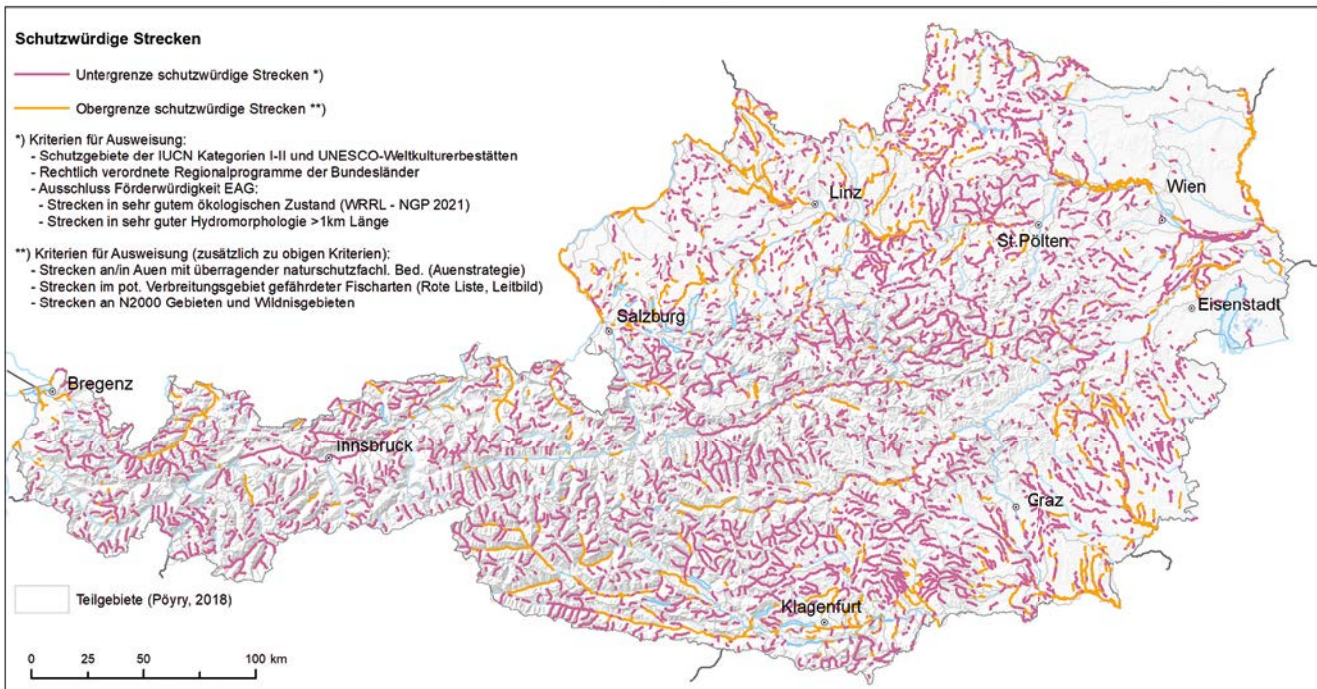 Schutzwürdige Strecken
Untergrenze schutzwürdige Strecken *)
Obergrenze schutzwürdige Strecken **)
*) Kriterien für Ausweisung:
- Schutzgebiete der IUCN Kategorien I-II und UNESCO-Weltkulturerbestätten
- Rechtlich verordnete Regionalprogramme der Bundesländer
- Ausschluss Förderwürdigkeit EAG:
- Strecken in sehr gutem ökologischen Zustand (WRRL - NGP 2021)
- Strecken in sehr guter Hydromorphologie >1km Länge
**) Kriterien für Ausweisung (zusätzlich zu obigen Kriterien):
- Strecken an/in Auen mit überragender naturschutzfachl. Bed. (Auenstrategie)
- Strecken im pot. Verbreitungsgebiet gefährdeter Fischarten (Rote Liste, Leitbild)
- Strecken an N2000 Gebieten und Wildnisgebieten
Linz
Wien
St.Pölten
Eisenstadt
Salzburg
Bregenz
Innsbruck
Graz
Klagenfurt
Teilgebiete (Pöyry, 2018)
0 25 50 100 km